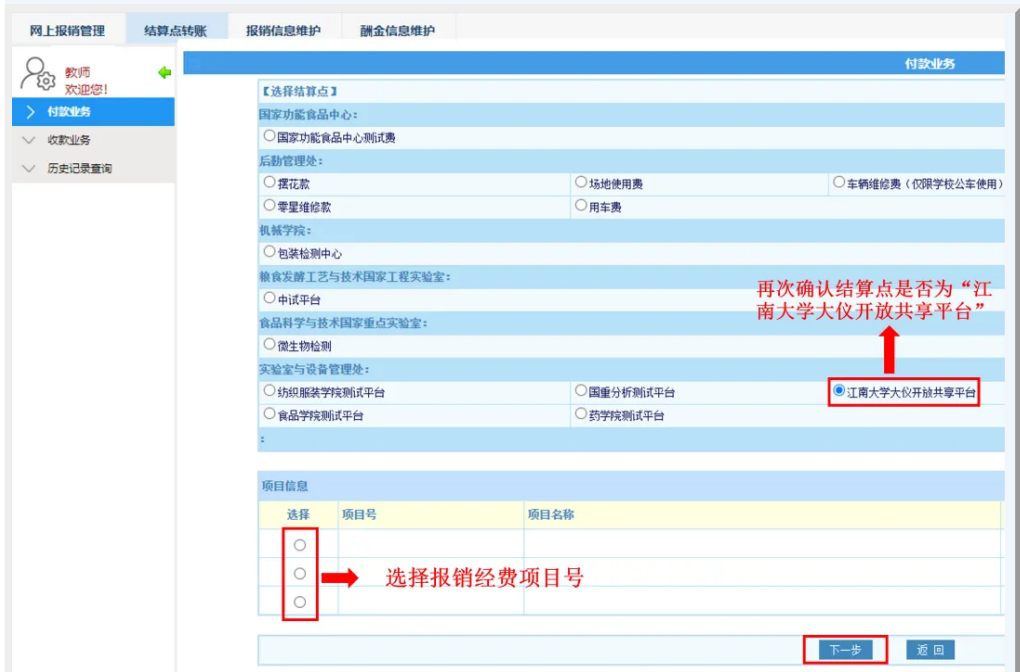 网上报销管理 结算点转账 报销信息维护 酬金信息维护
教师
欢迎您!
付款业务
收款业务
历史记录查询
付款业务
【选择结算点】
国家功能食品中心:
国家功能食品中心测试费
后勤管理处:
摆花款 场地使用费 车辆维修费(仅限学校公车使用)
零星维修款 用车费
机械学院:
包装检测中心
粮食发酵工艺与技术国家工程实验室:
中试平台
食品科学与技术国家重点实验室:
微生物检测
实验室与设备管理处:
纺织服装学院测试平台 国重分析测试平台 江南大学大仪开放共享平台
食品学院测试平台 药学院测试平台
:
再次确认结算点是否为“江
南大学大仪开放共享平台”
项目信息
选择 项目号 项目名称
选择报销经费项目号
下一步 返 回